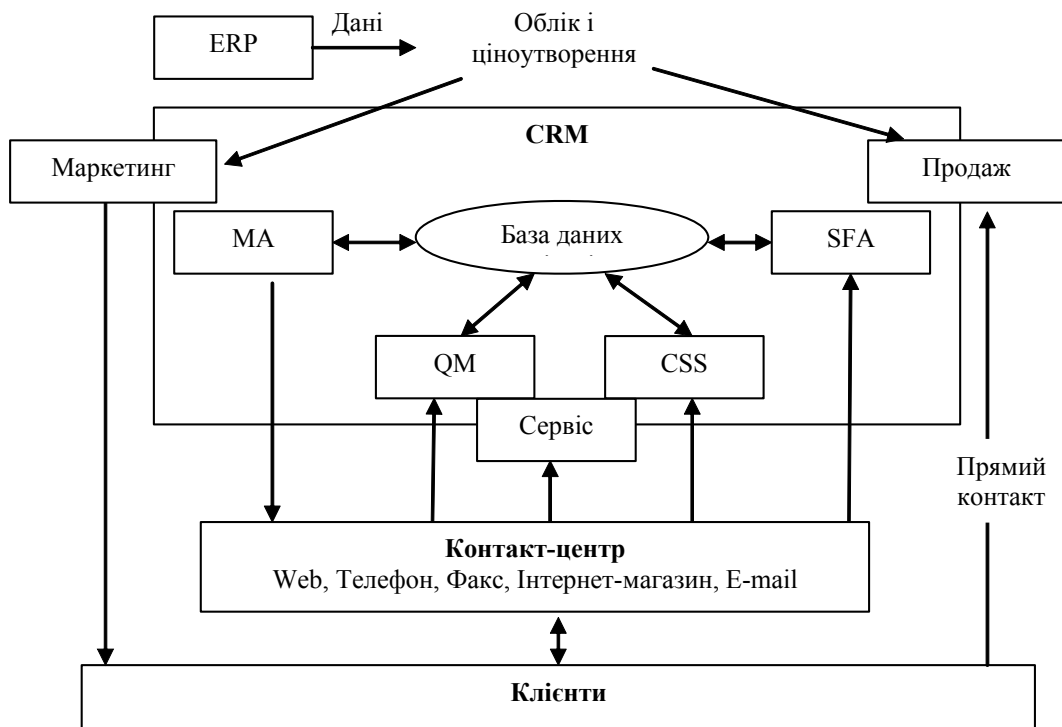 ERP
Дані
Облік і
ціноутворення
CRM
Маркетинг
Продаж
MA
База даних
SFA
QM
CSS
Сервіс
Прямий
контакт
Контакт-центр
Web, Телефон, Факс, Інтернет-магазин, E-mail
Клієнти